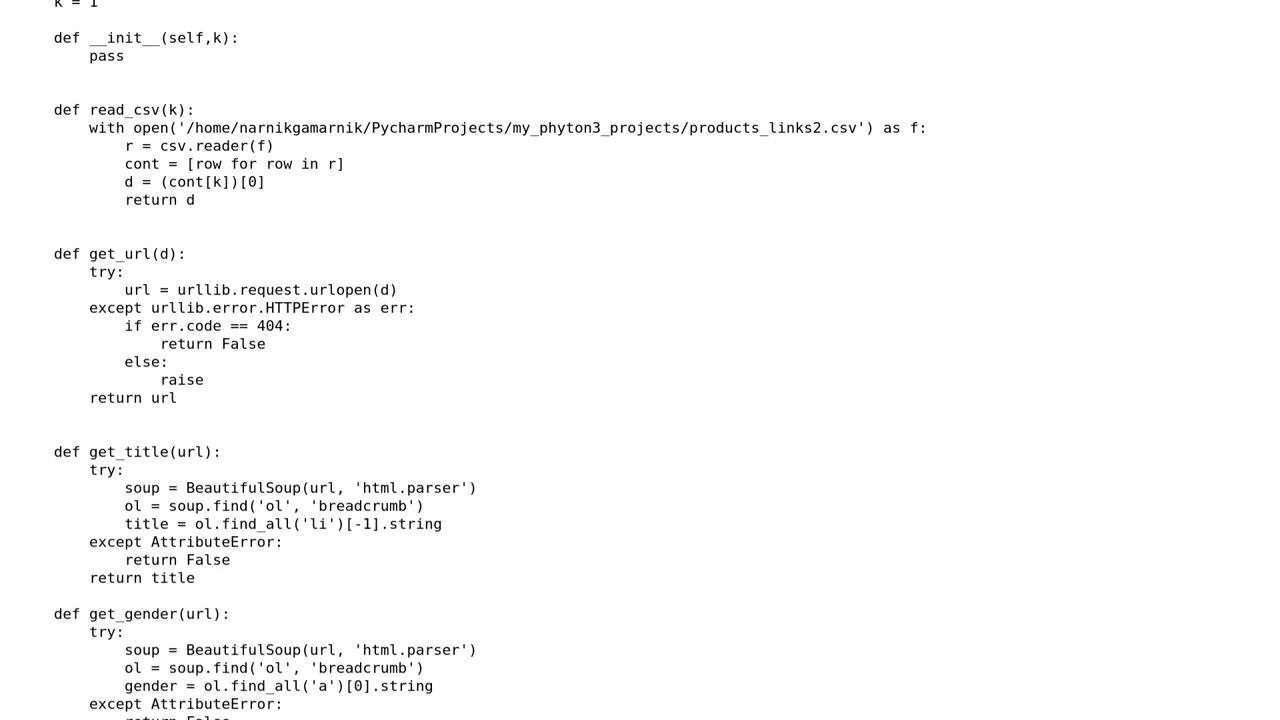 k = 1
def __init__(self,k):
pass
def read_csv(k):
with open('/home/narnikgamarnik/PycharmProjects/my_phyton3_projects/products_links2.csv') as f:
r = csv.reader(f)
cont = [row for row in r]
d = (cont[k])[0]
return d
def get_url(d):
try:
url = urllib.request.urlopen(d)
except urllib.error.HTTPError as err:
if err.code == 404:
return False
else:
raise
return url
def get_title(url):
try:
soup = BeautifulSoup(url, 'html.parser')
ol = soup.find('ol', 'breadcrumb')
title = ol.find_all('li')[-1].string
except AttributeError:
return False
return title
def get_gender(url):
try:
soup = BeautifulSoup(url, 'html.parser')
ol = soup.find('ol', 'breadcrumb')
gender = ol.find_all('a')[0].string
except AttributeError:
return False